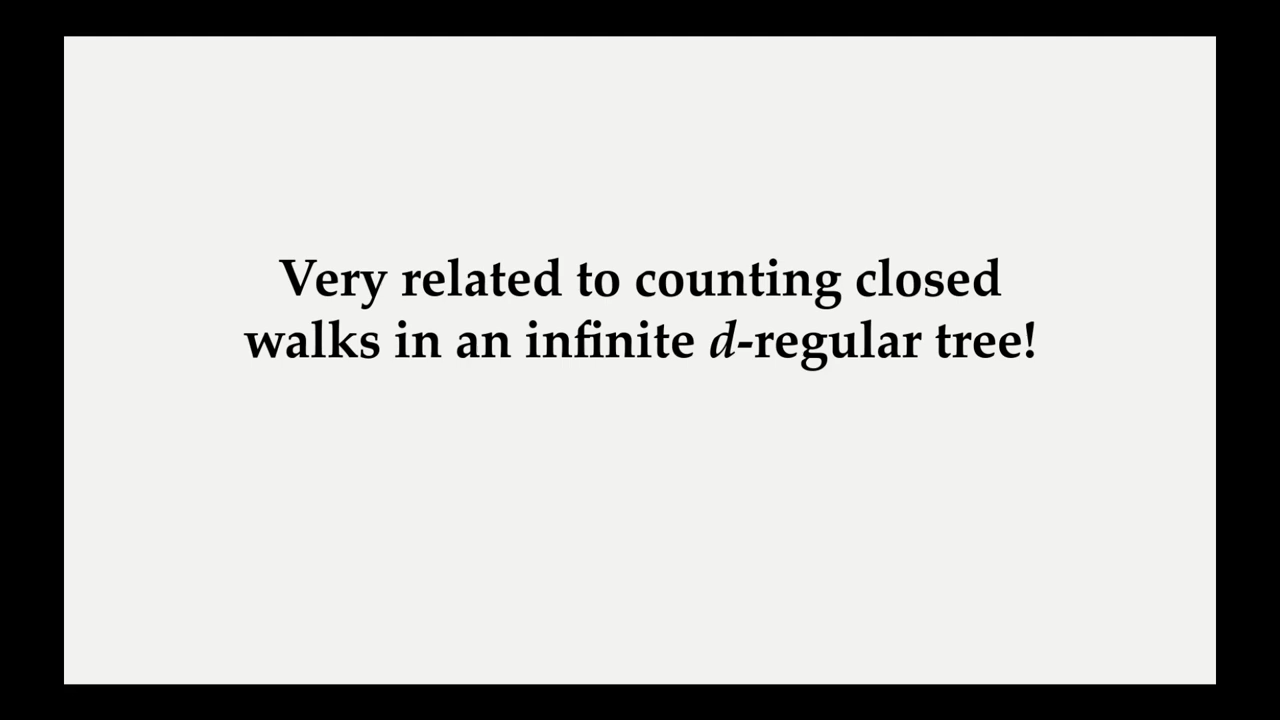 Very related to counting closed
walks in an infinite d-regular tree!